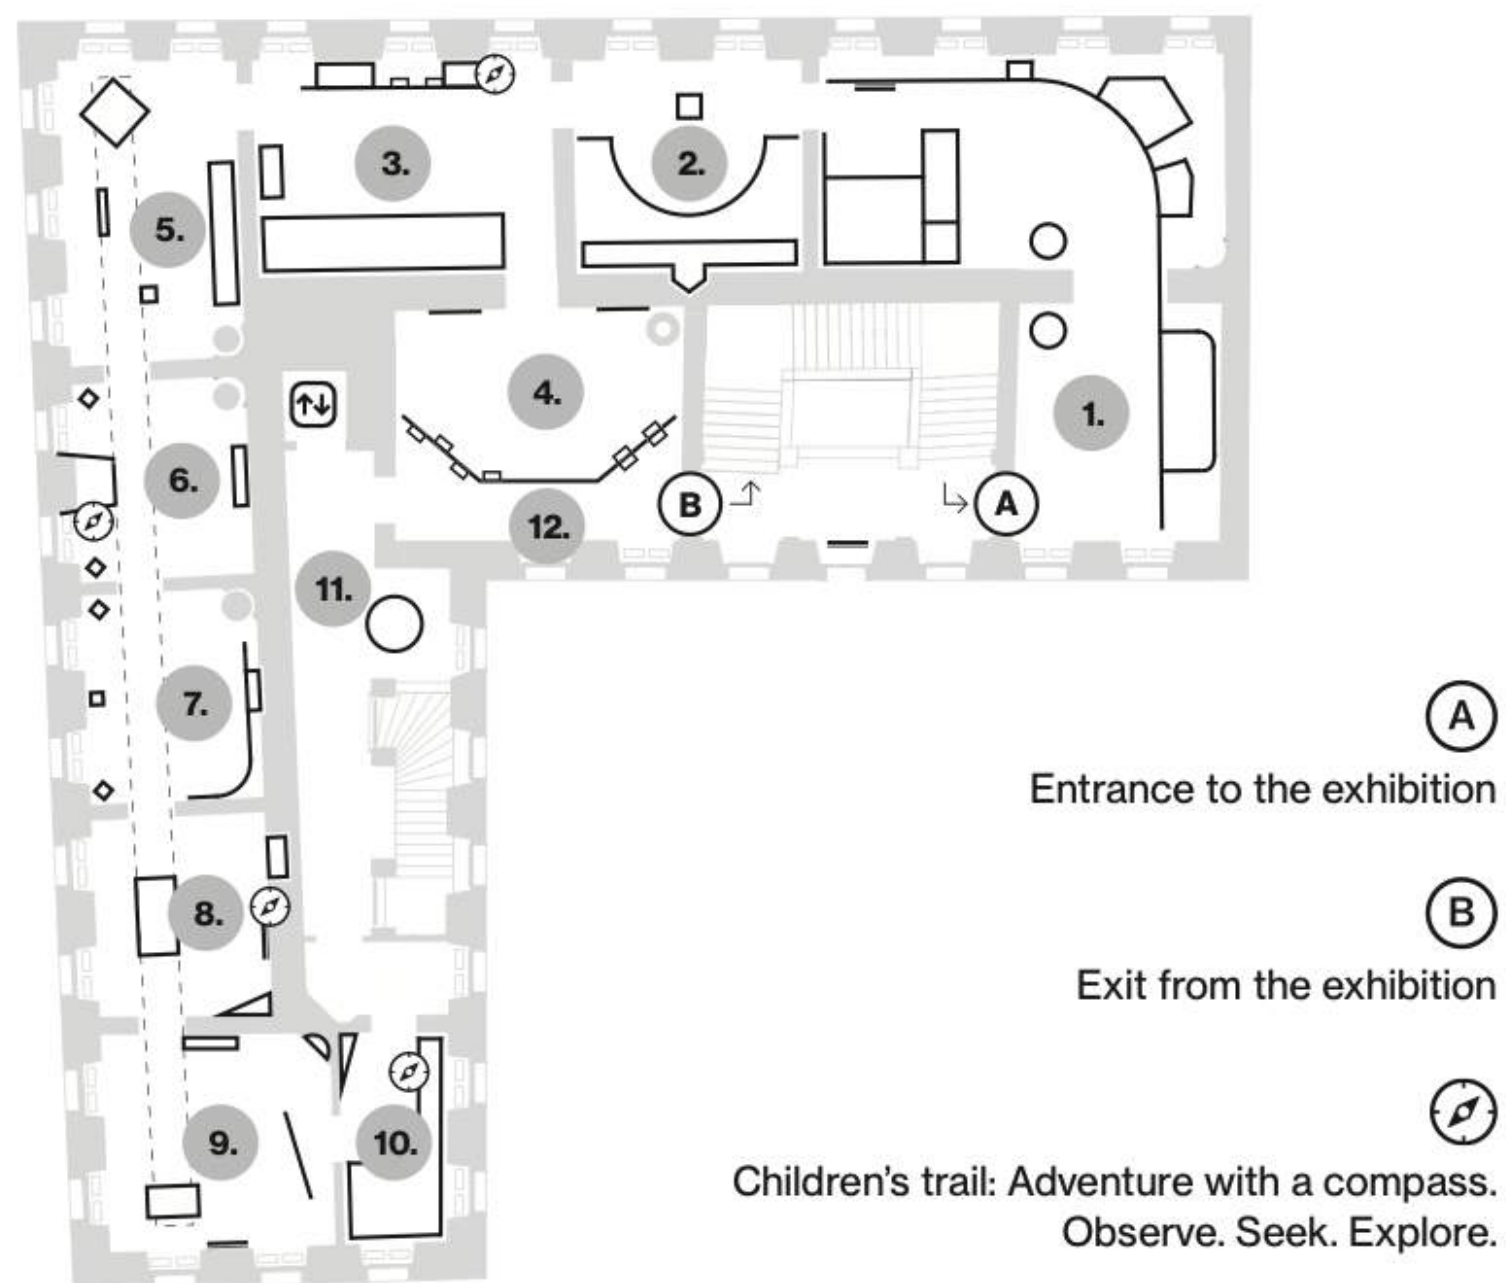 3.
2.
5.
4.
1.
6.
B
A
12.
11.
7.
A
Entrance to the exhibition
8.
B
Exit from the exhibition
9.
10.
Children's trail: Adventure with a compass.
Observe. Seek. Explore.